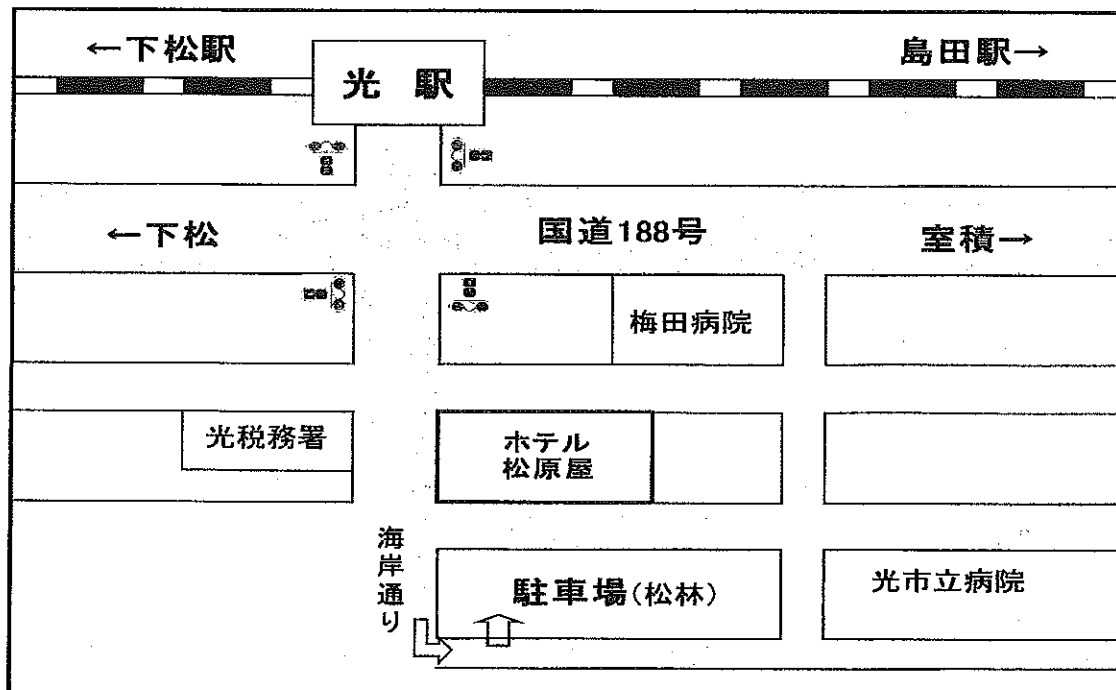 ←下松駅
光駅
島田駅→
←下松
国道188号
室積→
梅田病院
光税務署
ホテル
松原屋
海岸通り
駐車場(松林)
光市立病院